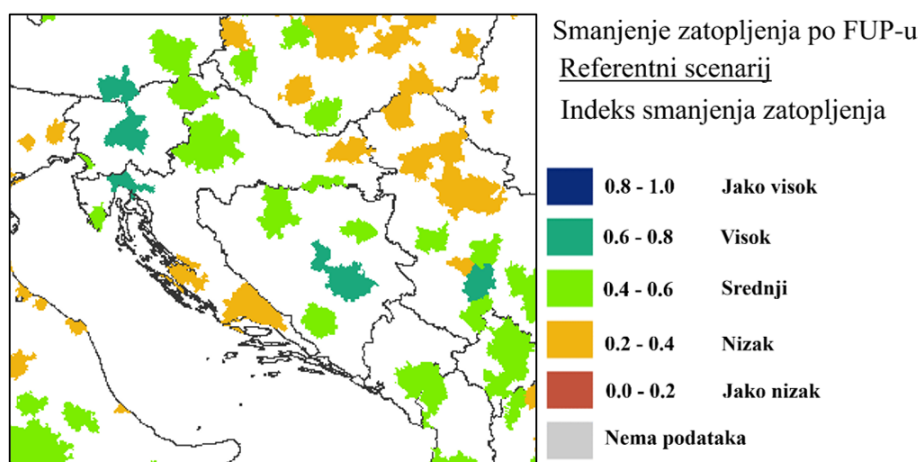 Smanjenje zatopljenja po FUP-u
Referentni scenarij
Indeks smanjenja zatopljenja
0.8 - 1.0 Jako visok
0.6 - 0.8 Visok
0.4 - 0.6 Srednji
0.2 - 0.4 Nizak
0.0 - 0.2 Jako nizak
Nema podataka